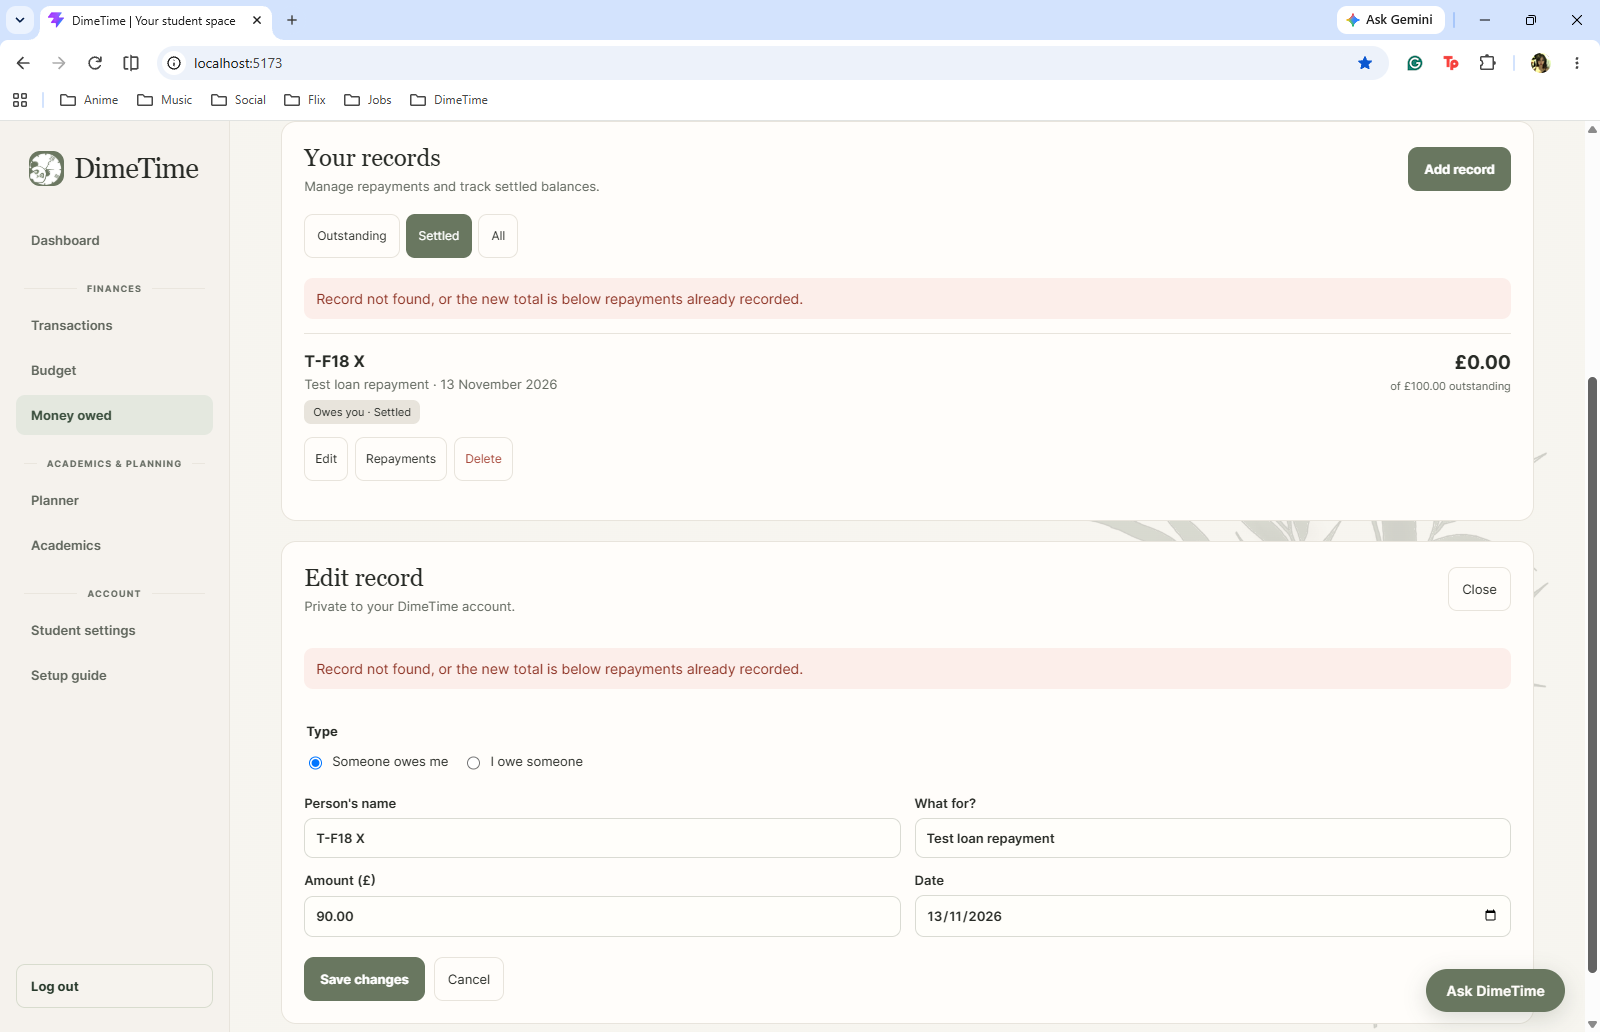 DimeTime | Your student space
Ask Gemini
localhost:5173
Tp
Anime
Music
Social
Flix
Jobs
DimeTime
DimeTime
Dashboard
FINANCES
Transactions
Budget
Money owed
ACADEMICS & PLANNING
Planner
Academics
ACCOUNT
Student settings
Setup guide
Log out
Your records
Manage repayments and track settled balances.
Add record
Outstanding
Settled
All
Record not found, or the new total is below repayments already recorded.
T-F18 X
£0.00
Test loan repayment · 13 November 2026
of £100.00 outstanding
Owes you · Settled
Edit
Repayments
Delete
Edit record
Private to your DimeTime account.
Close
Record not found, or the new total is below repayments already recorded.
Type
Someone owes me
I owe someone
Person's name
What for?
T-F18 X
Test loan repayment
Amount (£)
Date
90.00
13/11/2026
Save changes
Cancel
Ask DimeTime